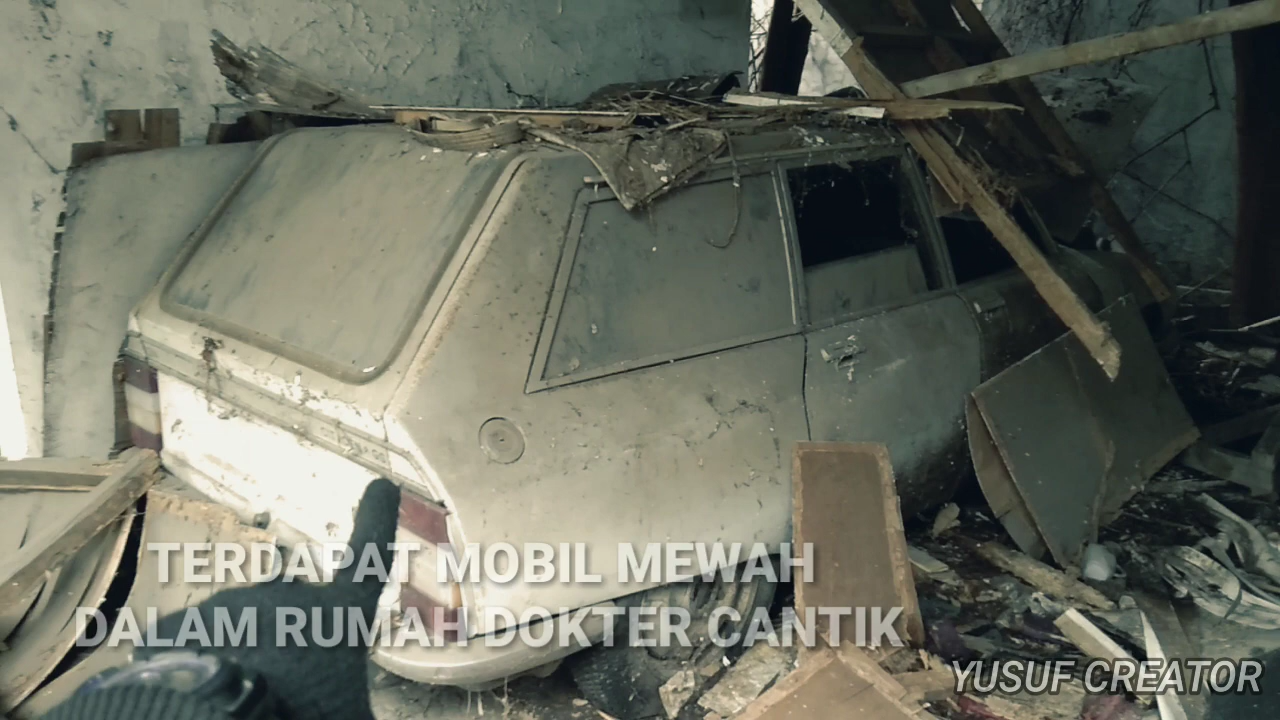 TERDAPAT MOBIL MEWAH
DALAM RUMAH DOKTER CANTIK
YUSUF CREATOR